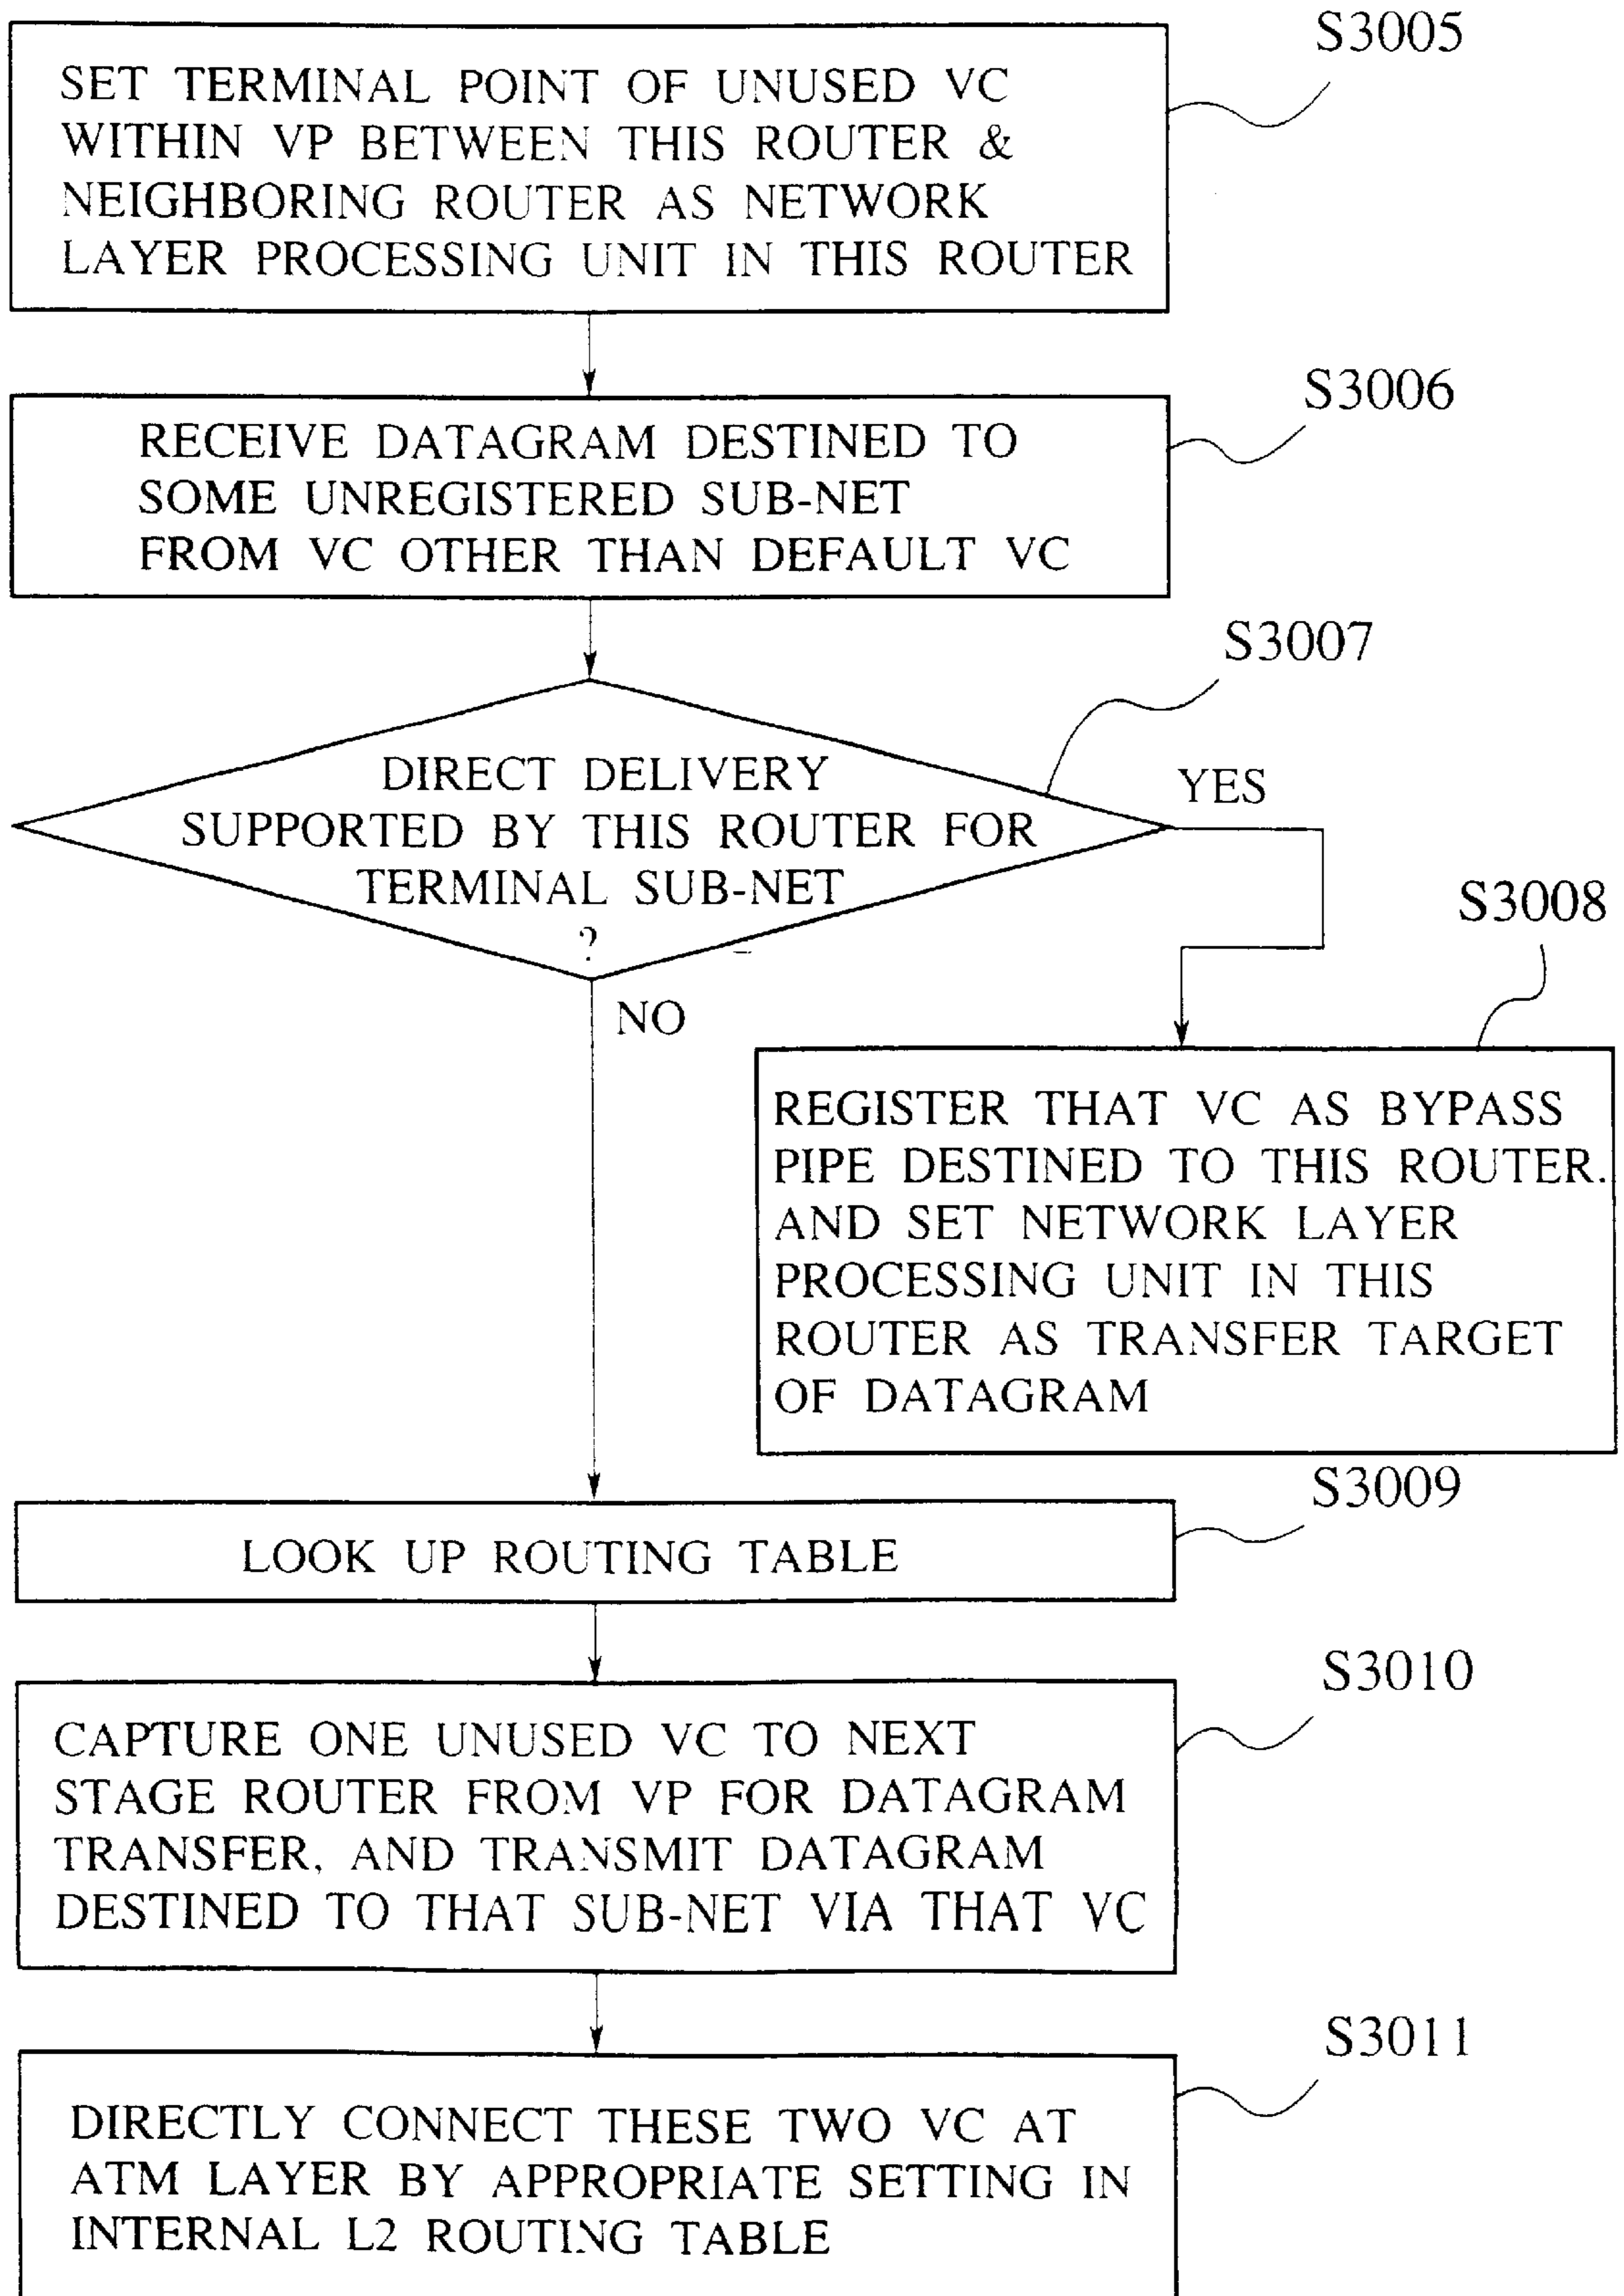 S3005
SET TERMINAL POINT OF UNUSED VC
WITHIN VP BETWEEN THIS ROUTER &
NEIGHBORING ROUTER AS NETWORK
LAYER PROCESSING UNIT IN THIS ROUTER
S3006
RECEIVE DATAGRAM DESTINED TO
SOME UNREGISTERED SUB-NET
FROM VC OTHER THAN DEFAULT VC
S3007
DIRECT DELIVERY
SUPPORTED BY THIS ROUTER FOR
TERMINAL SUB-NET
?
YES
NO
S3008
REGISTER THAT VC AS BYPASS
PIPE DESTINED TO THIS ROUTER.
AND SET NETWORK LAYER
PROCESSING UNIT IN THIS
ROUTER AS TRANSFER TARGET
OF DATAGRAM
S3009
LOOK UP ROUTING TABLE
S3010
CAPTURE ONE UNUSED VC TO NEXT
STAGE ROUTER FROM VP FOR DATAGRAM
TRANSFER, AND TRANSMIT DATAGRAM
DESTINED TO THAT SUB-NET VIA THAT VC
S3011
DIRECTLY CONNECT THESE TWO VC AT
ATM LAYER BY APPROPRIATE SETTING IN
INTERNAL L2 ROUTING TABLE